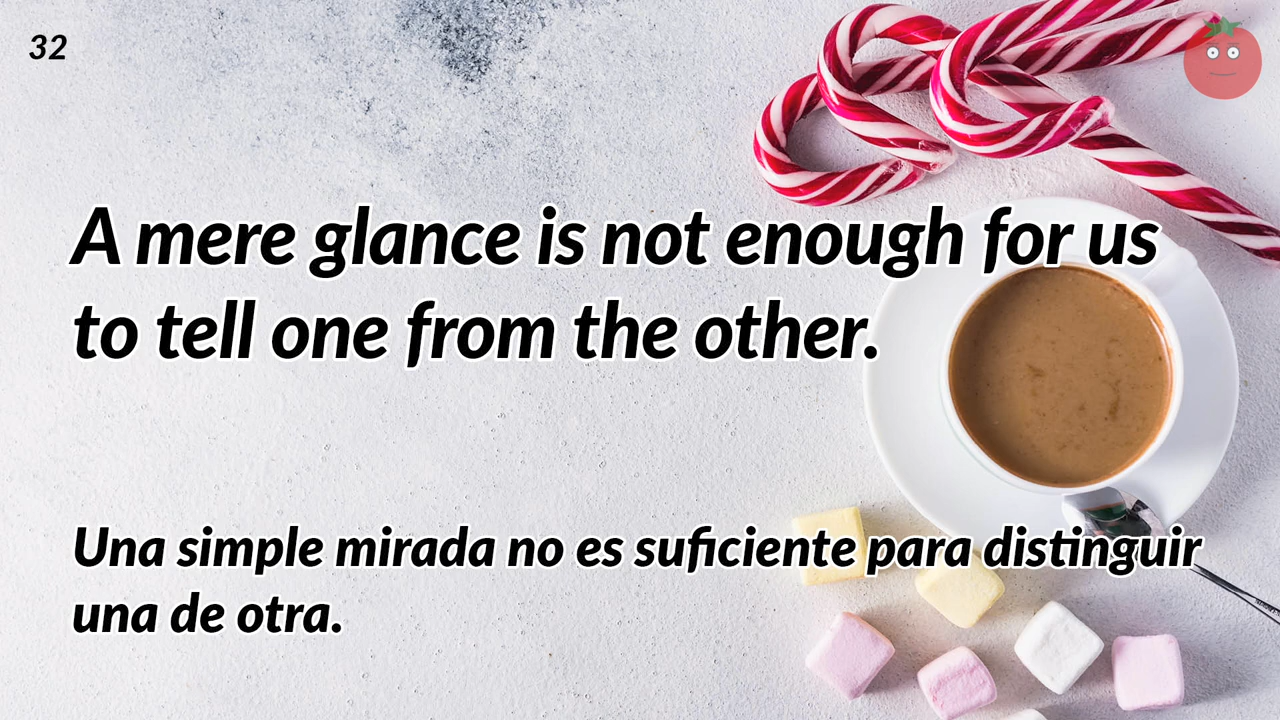 32
A mere glance is not enough for us
to tell one from the other.
Una simple mirada no es suficiente para distinguir
una de otra.